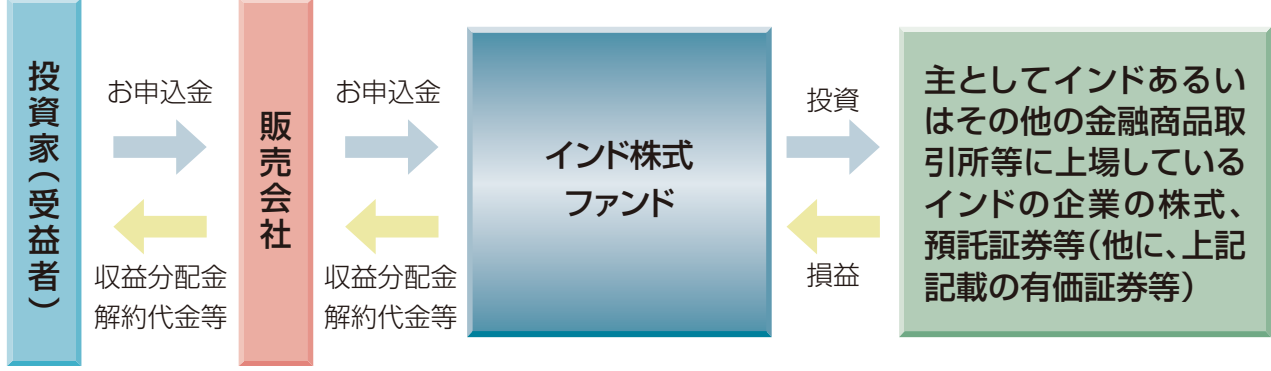 投資家（受益者）
お申込金
収益分配金
解約代金等
販売会社
お申込金
収益分配金
解約代金等
インド株式
ファンド
投資
損益
主としてインドあるい
はその他の金融商品取
引所等に上場している
インドの企業の株式、
預託証券等（他に、上記
記載の有価証券等）